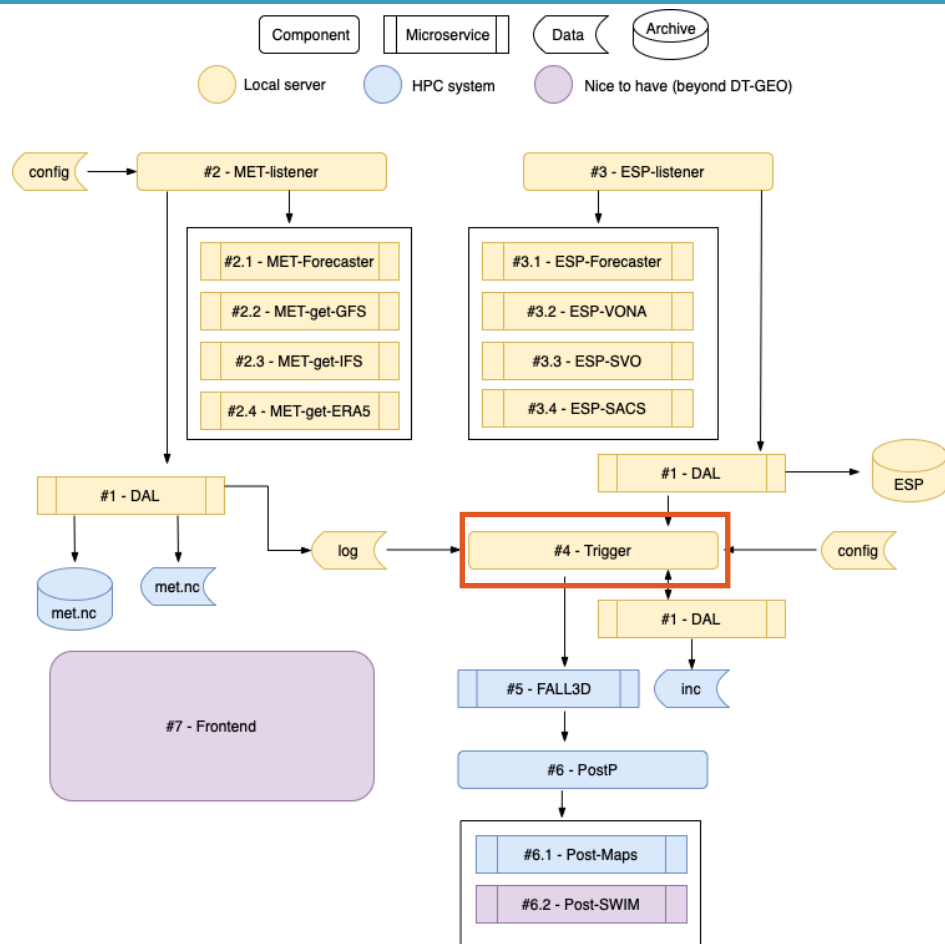 Component
Microservice
Data
Archive
Local server
HPC system
Nice to have (beyond DT-GEO)
config
#2 - MET-listener
#3 - ESP-listener
#2.1 - MET-Forecaster
#2.2 - MET-get-GFS
#2.3 - MET-get-IFS
#2.4 - MET-get-ERA5
#3.1 - ESP-Forecaster
#3.2 - ESP-VONA
#3.3 - ESP-SVO
#3.4 - ESP-SACS
#1 - DAL
#1 - DAL
ESP
log
#4 - Trigger
config
met.nc
met.nc
#1 - DAL
#5 - FALL3D
inc
#7 - Frontend
#6 - PostP
#6.1 - Post-Maps
#6.2 - Post-SWIM